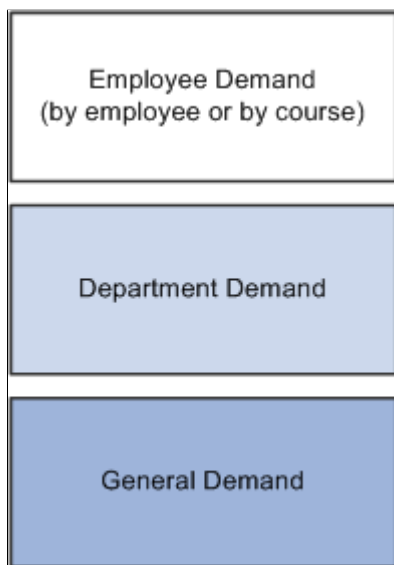 Employee Demand
(by employee or by course)
Department Demand
General Demand